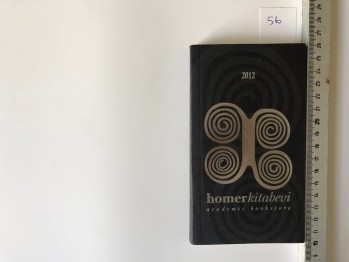 56
2012
homerkitabevi
academic bookstore